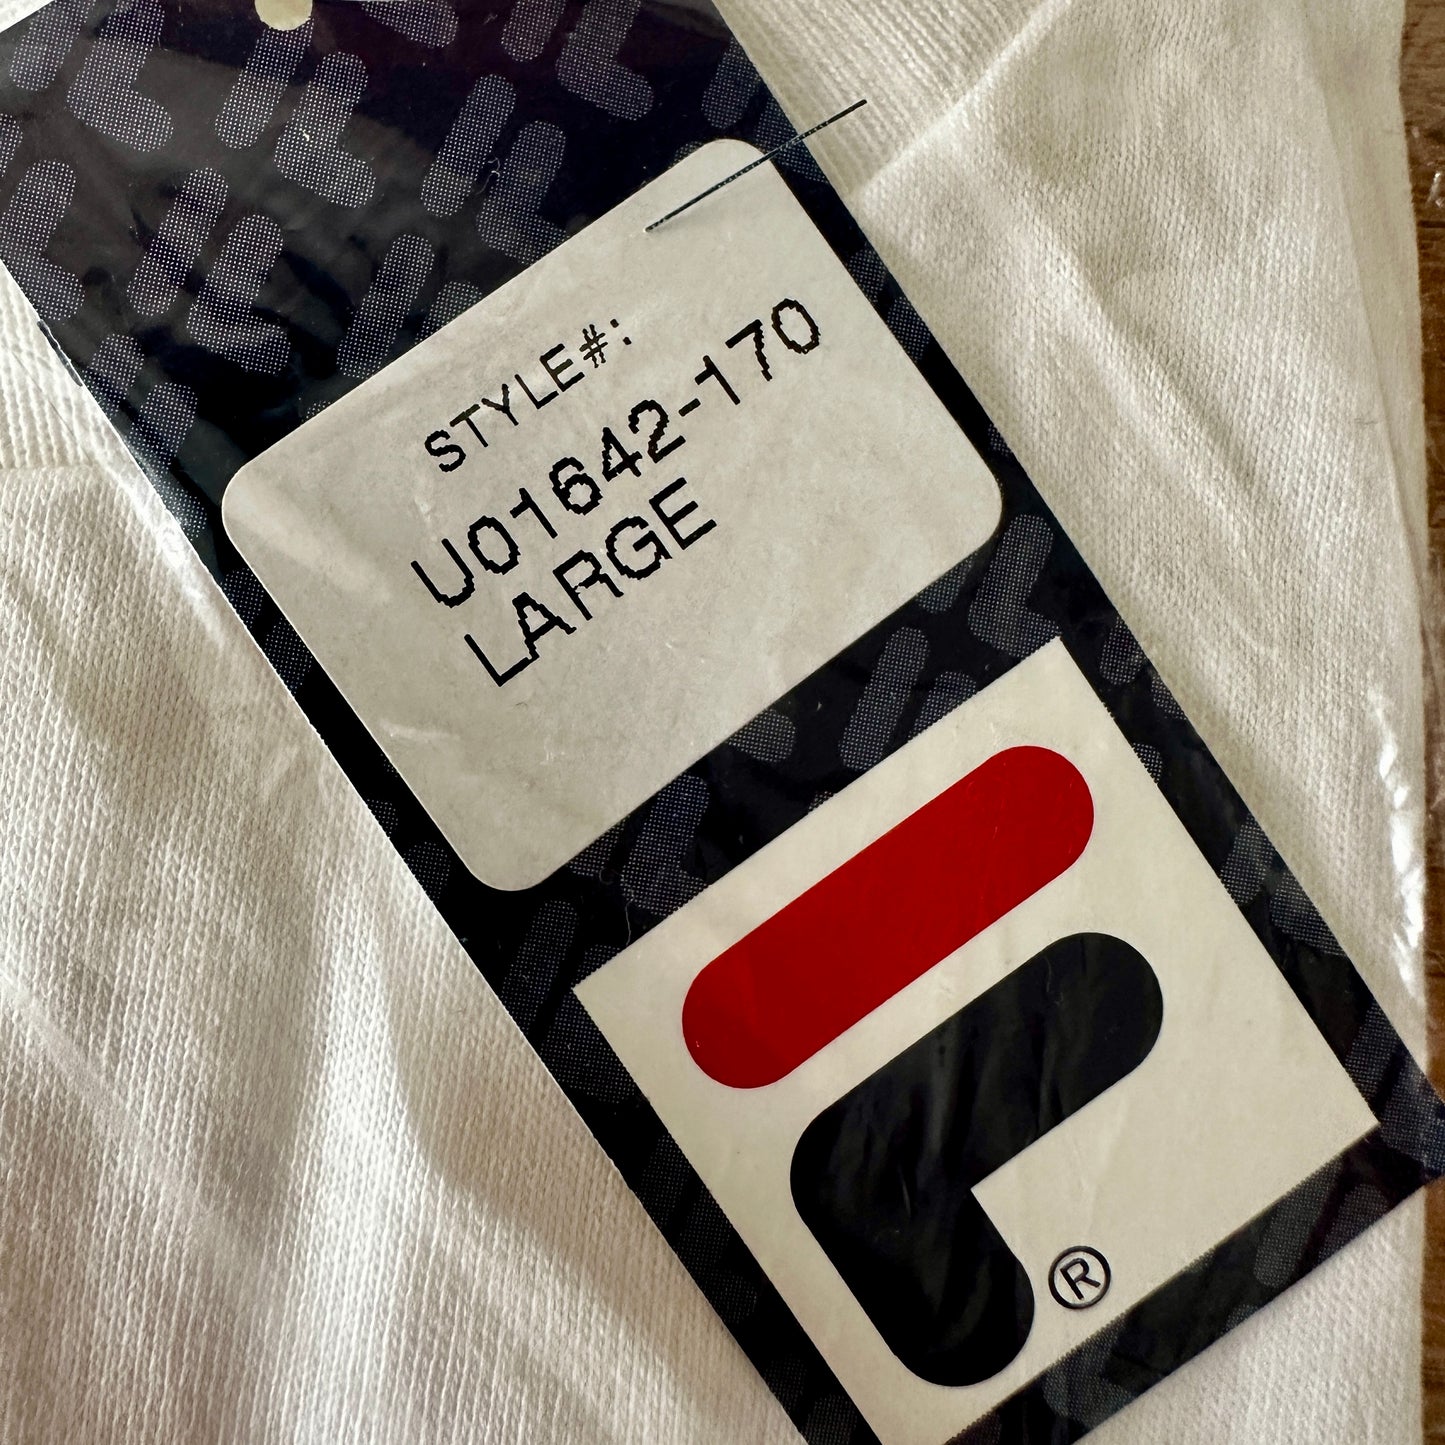 STYLE#:
U01642-170
LARGE
F
®